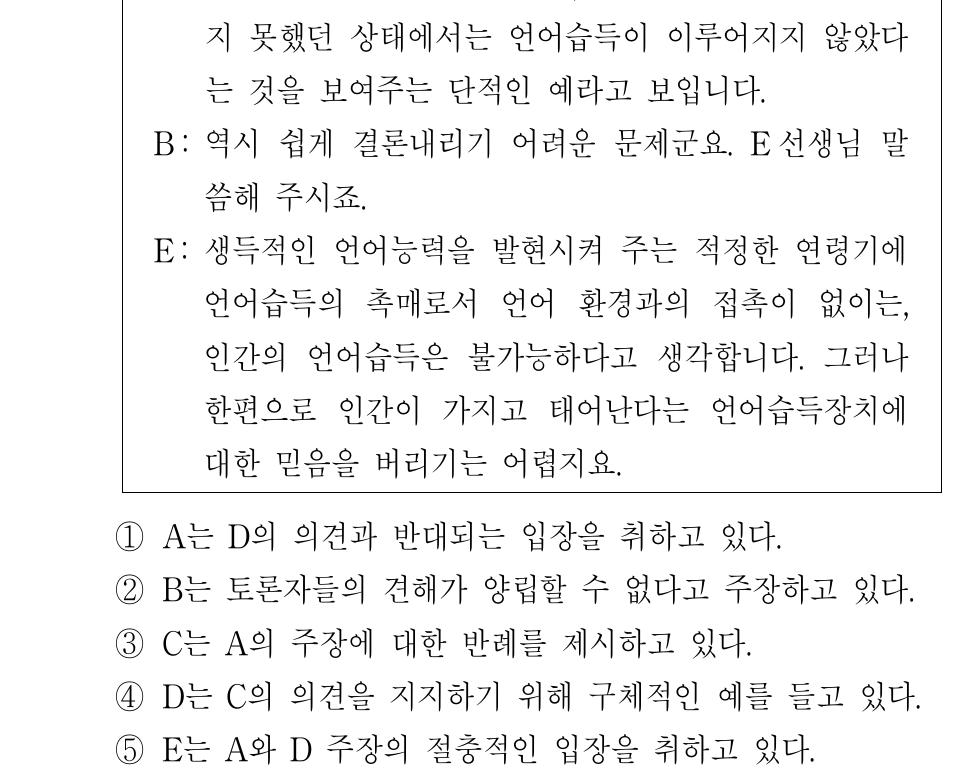 지 못했던 상태에서는 언어습득이 이루어지지 않았다
는 것을 보여주는 단적인 예라고 보입니다.
B: 역시 쉽게 결론내리기 어려운 문제군요. E 선생님 말
씀해 주시죠.
E: 생득적인 언어능력을 발현시켜 주는 적정한 연령기에
언어습득의 촉매로서 언어 환경과의 접촉이 없이는,
인간의 언어습득은 불가능하다고 생각합니다. 그러나
한편으로 인간이 가지고 태어난다는 언어습득장치에
대한 믿음을 버리기는 어렵지요.
① A는 D의 의견과 반대되는 입장을 취하고 있다.
② B는 토론자들의 견해가 양립할 수 없다고 주장하고 있다.
③ C는 A의 주장에 대한 반례를 제시하고 있다.
④ D는 C의 의견을 지지하기 위해 구체적인 예를 들고 있다.
⑤ E는 A와 D 주장의 절충적인 입장을 취하고 있다.